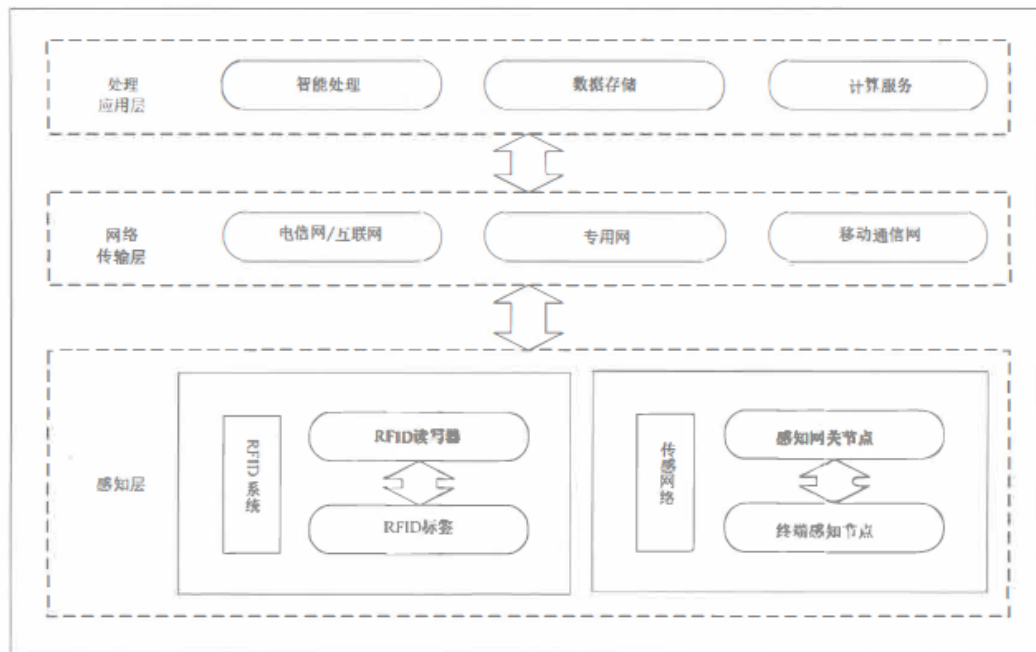 处理
应用层
智能处理
数据存储
计算服务
网络
传输层
电信网/互联网
专用网
移动通信网
感知层
RFID系统
RFID读写器
RFID标签
传感网络
感知网关节点
终端感知节点